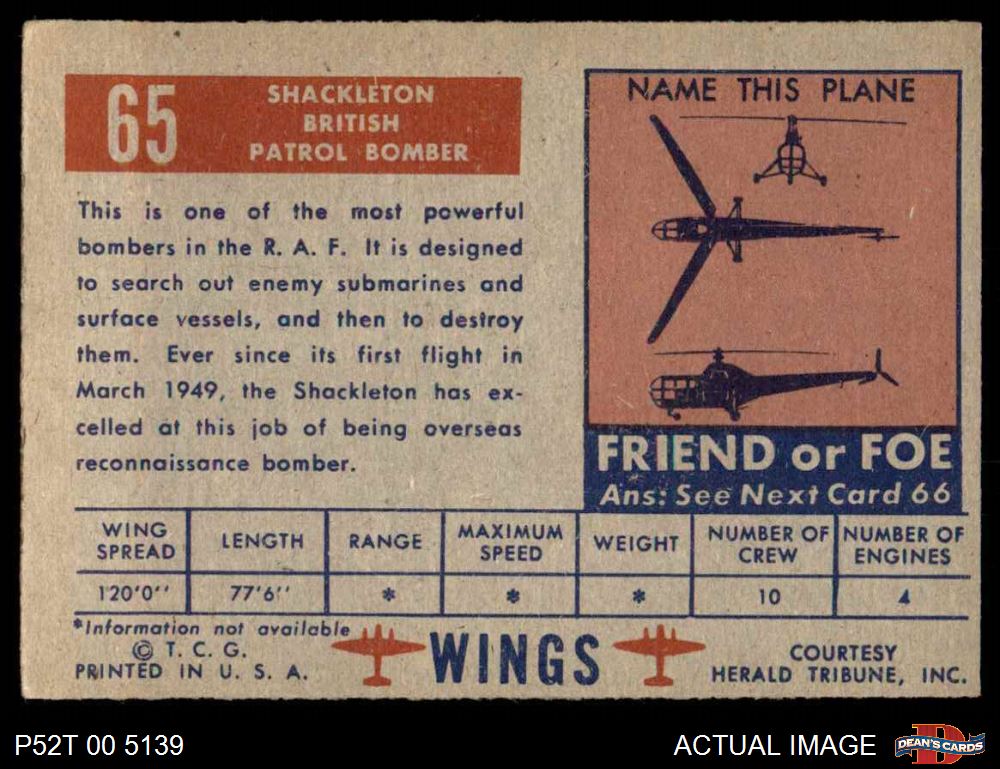 65
SHACKLETON
BRITISH
PATROL BOMBER
This is one of the most powerful
bombers in the R. A. F. It is designed
to search out enemy submarines and
surface vessels, and then to destroy
them. Ever since its first flight in
March 1949, the Shackleton has ex-
celled at this job of being overseas
reconnaissance bomber.
NAME THIS PLANE
FRIEND or FOE
Ans: See Next Card 66
WING SPREAD LENGTH RANGE MAXIMUM SPEED WEIGHT NUMBER OF CREW NUMBER OF ENGINES
120'0'' 77'6'' * * * 10 4
*Information not available
© T. C. G.
PRINTED IN U. S. A.
WINGS
COURTESY
HERALD TRIBUNE, INC.
P52T 00 5139
ACTUAL IMAGE
D
DEAN'S CARDS